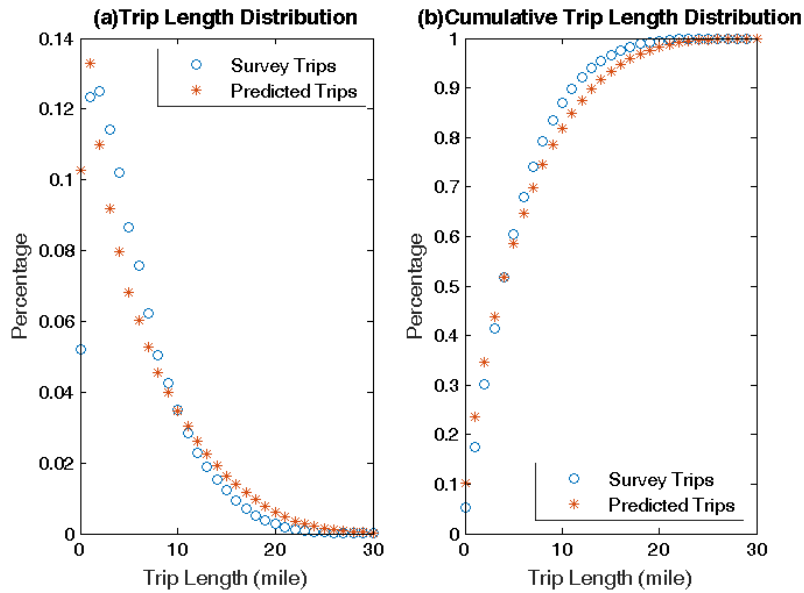 (a)Trip Length Distribution
0.14
0.12
0.1
0.08
0.06
0.04
0.02
0
Percentage
Survey Trips
Predicted Trips
0 10 20 30
Trip Length (mile)
(b)Cumulative Trip Length Distribution
1
0.9
0.8
0.7
0.6
0.5
0.4
0.3
0.2
0.1
0
Percentage
Survey Trips
Predicted Trips
0 10 20 30
Trip Length (mile)